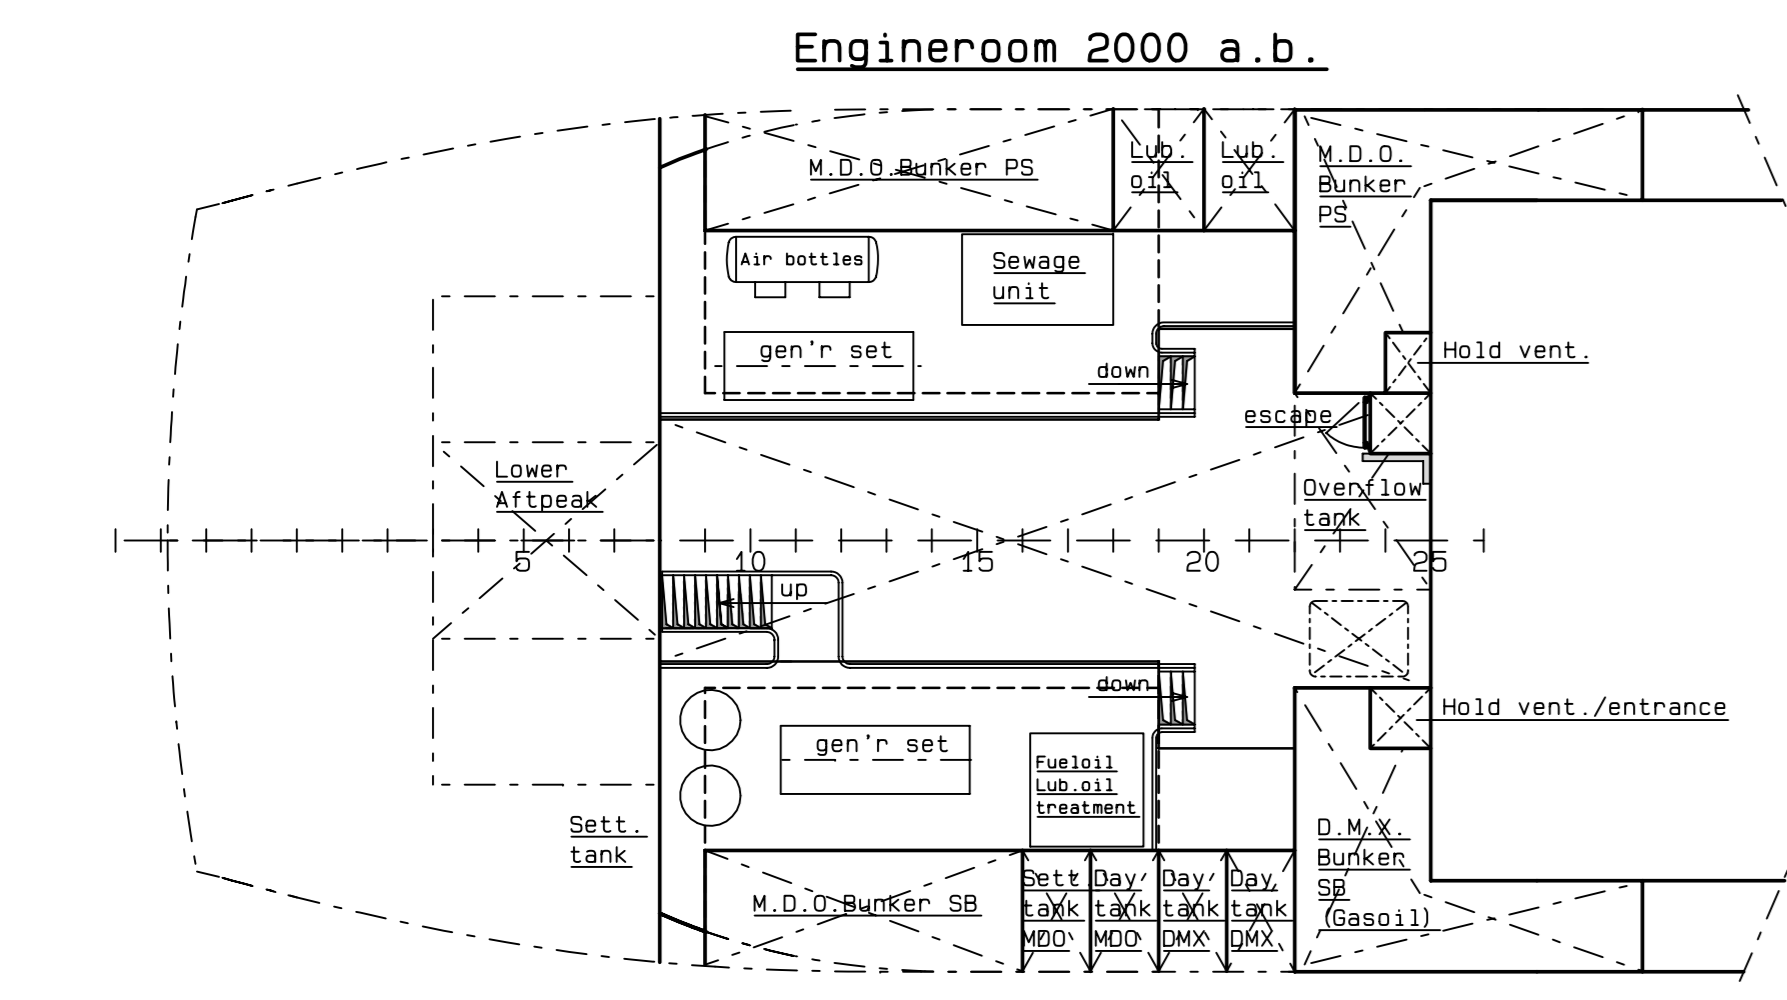 Engineroom 2000 a.b.
M.D.O.Bunker PS
Lub.
oil
Lub.
oil
M.D.O.
Bunker
PS
Air bottles
Sewage
unit
gen'r set
down
Hold vent.
escape
Lower
Aftpeak
Overflow
tank
5
10
15
20
25
up
down
Hold vent./entrance
gen'r set
Fueloil
Lub.oil
treatment
Sett.
tank
D.M.X.
Bunker
SB
(Gasoil)
M.D.O.Bunker SB
Sett.
tank
MDO
Day
tank
MDO
Day
tank
DMX
Day
tank
DMX